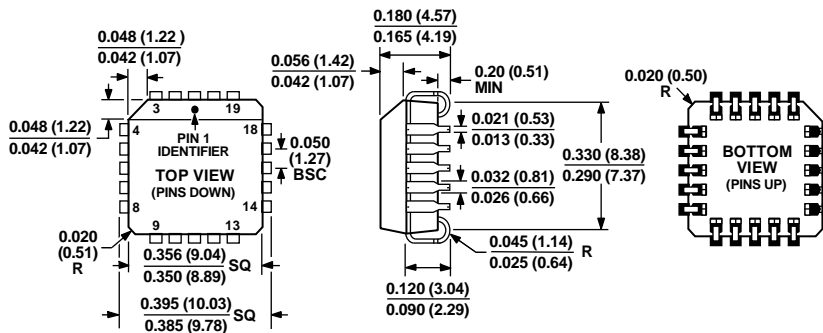 0.048 (1.22 )
0.042 (1.07)
0.048 (1.22)
0.042 (1.07)
3
19
4
18
PIN 1
IDENTIFIER
TOP VIEW
(PINS DOWN)
0.050
(1.27)
BSC
8
14
9
13
0.020
(0.51)
R
0.356 (9.04)
0.350 (8.89)
SQ
0.395 (10.03)
0.385 (9.78)
SQ
0.180 (4.57)
0.165 (4.19)
0.056 (1.42)
0.042 (1.07)
0.20 (0.51)
MIN
0.021 (0.53)
0.013 (0.33)
0.032 (0.81)
0.026 (0.66)
0.330 (8.38)
0.290 (7.37)
0.045 (1.14)
0.025 (0.64)
R
0.120 (3.04)
0.090 (2.29)
0.020 (0.50)
R
BOTTOM
VIEW
(PINS UP)